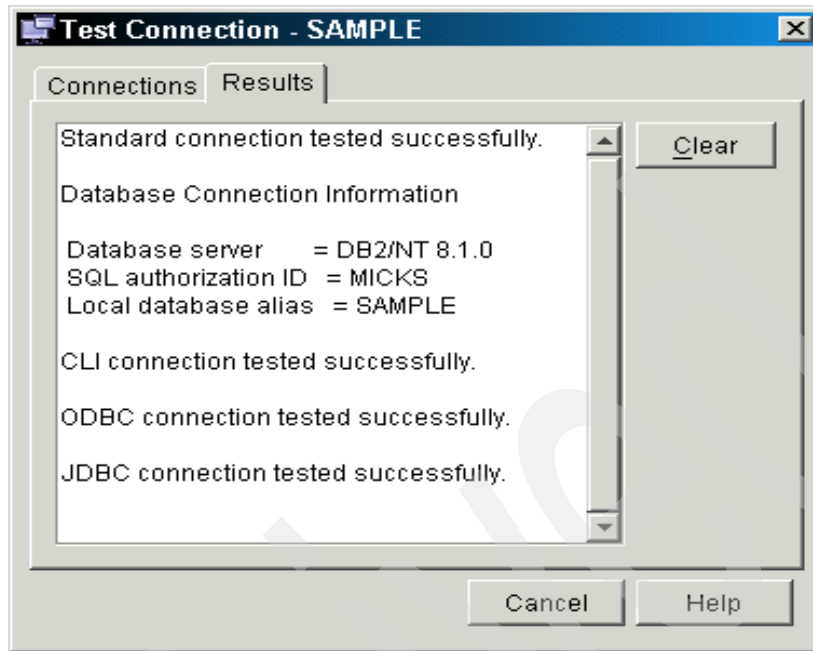 Test Connection - SAMPLE
Connections Results
Standard connection tested successfully.
Clear
Database Connection Information
Database server = DB2/NT 8.1.0
SQL authorization ID = MICKS
Local database alias = SAMPLE
CLI connection tested successfully.
ODBC connection tested successfully.
JDBC connection tested successfully.
Cancel Help